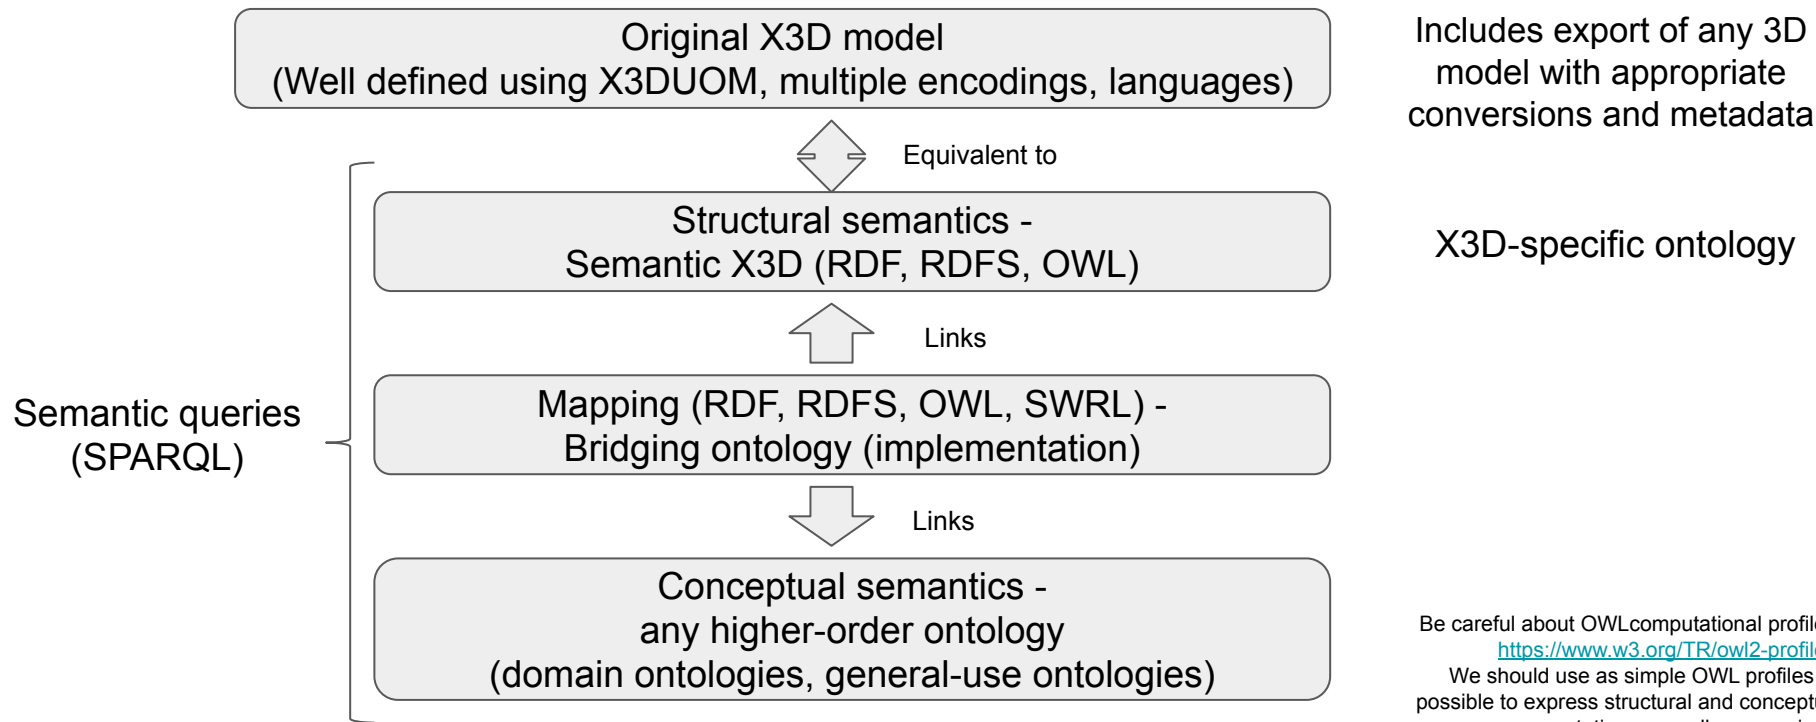 Original X3D model
(Well defined using X3DUOM, multiple encodings, languages)
Includes export of any 3D
model with appropriate
conversions and metadata
Equivalent to
Structural semantics -
Semantic X3D (RDF, RDFS, OWL)
X3D-specific ontology
Links
Semantic queries
(SPARQL)
Mapping (RDF, RDFS, OWL, SWRL) -
Bridging ontology (implementation)
Links
Conceptual semantics -
any higher-order ontology
(domain ontologies, general-use ontologies)
Be careful about OWLcomputational profile
https://www.w3.org/TR/owl2-profile
We should use as simple OWL profiles
possible to express structural and